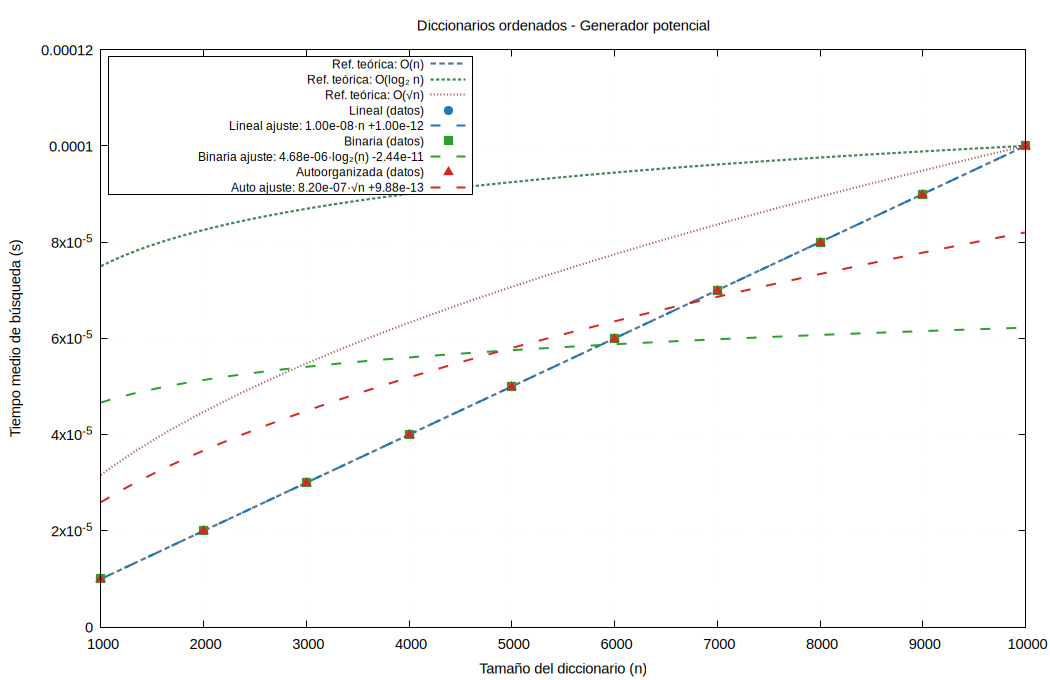 Diccionarios ordenados - Generador potencial
0.00012
0.0001
8x10⁻⁵
6x10⁻⁵
4x10⁻⁵
2x10⁻⁵
0
Tiempo medio de búsqueda (s)
Ref. teórica: O(n)
Ref. teórica: O(log₂ n)
Ref. teórica: O(√n)
Lineal (datos)
Lineal ajuste: 1.00e-08·n +1.00e-12
Binaria (datos)
Binaria ajuste: 4.68e-06·log₂(n) -2.44e-11
Autoorganizada (datos)
Auto ajuste: 8.20e-07·√n +9.88e-13
1000 2000 3000 4000 5000 6000 7000 8000 9000 10000
Tamaño del diccionario (n)